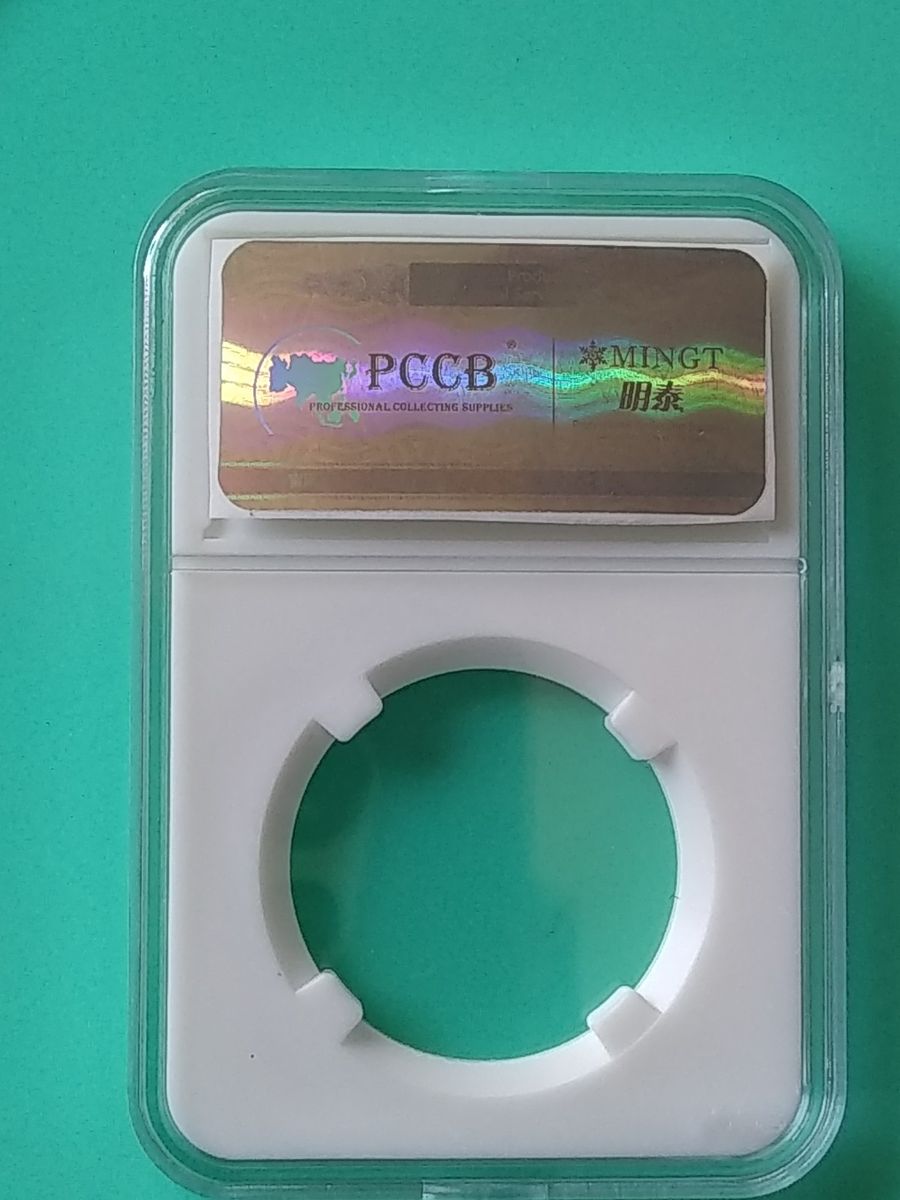 PCCB®
PROFESSIONAL COLLECTING SUPPLIES
MINGT
明泰